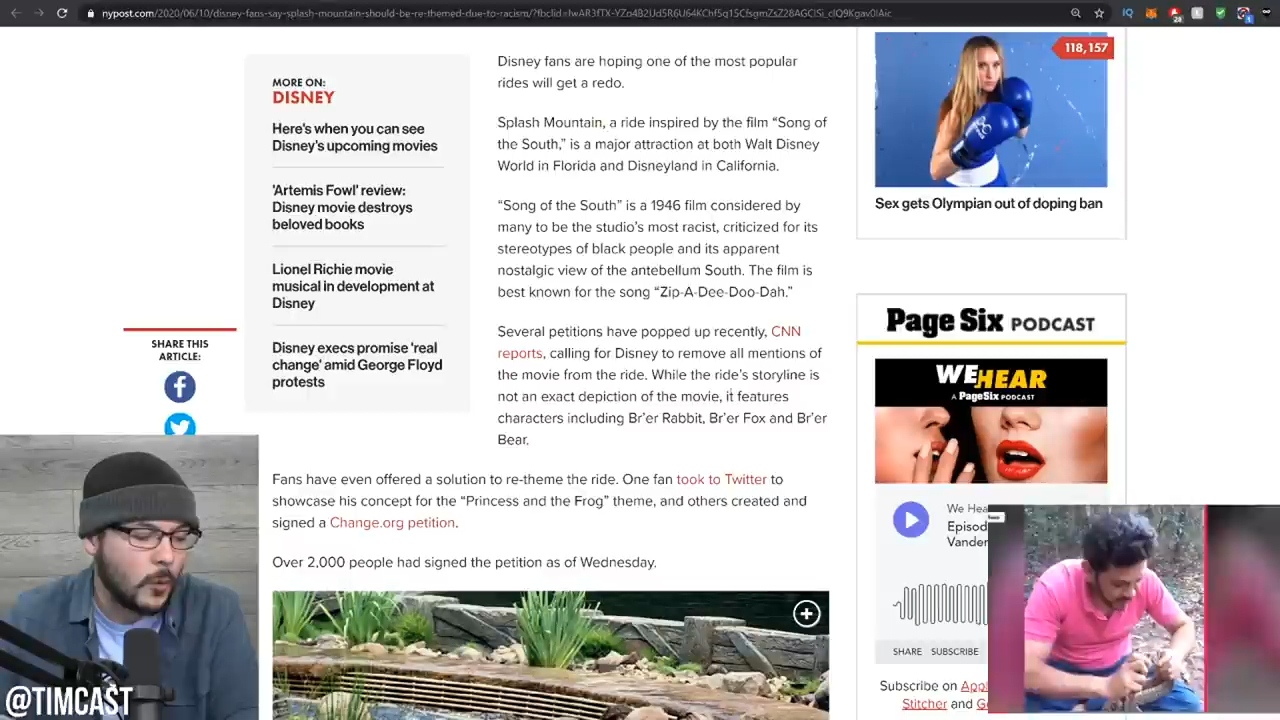 nypost.com/2020/06/10/disney-fans-say-splash-mountain-should-be-re-themed-due-to-racism/
MORE ON:
DISNEY
Here's when you can see
Disney's upcoming movies
'Artemis Fowl' review:
Disney movie destroys
beloved books
Lionel Richie movie
musical in development at
Disney
Disney execs promise 'real
change' amid George Floyd
protests
SHARE THIS
ARTICLE:
Disney fans are hoping one of the most popular
rides will get a redo.
Splash Mountain, a ride inspired by the film “Song of
the South,” is a major attraction at both Walt Disney
World in Florida and Disneyland in California.
“Song of the South” is a 1946 film considered by
many to be the studio’s most racist, criticized for its
stereotypes of black people and its apparent
nostalgic view of the antebellum South. The film is
best known for the song “Zip-A-Dee-Doo-Dah.”
Several petitions have popped up recently, CNN
reports, calling for Disney to remove all mentions of
the movie from the ride. While the ride’s storyline is
not an exact depiction of the movie, it features
characters including Br’er Rabbit, Br’er Fox and Br’er
Bear.
Fans have even offered a solution to re-theme the ride. One fan took to Twitter to
showcase his concept for the “Princess and the Frog” theme, and others created and
signed a Change.org petition.
Over 2,000 people had signed the petition as of Wednesday.
118,157
Sex gets Olympian out of doping ban
Page Six PODCAST
WE HEAR
A PageSix PODCAST
We Hea
Episod
Vander
SHARE SUBSCRIBE
Subscribe on Appl
Stitcher and G
@TIMCAST